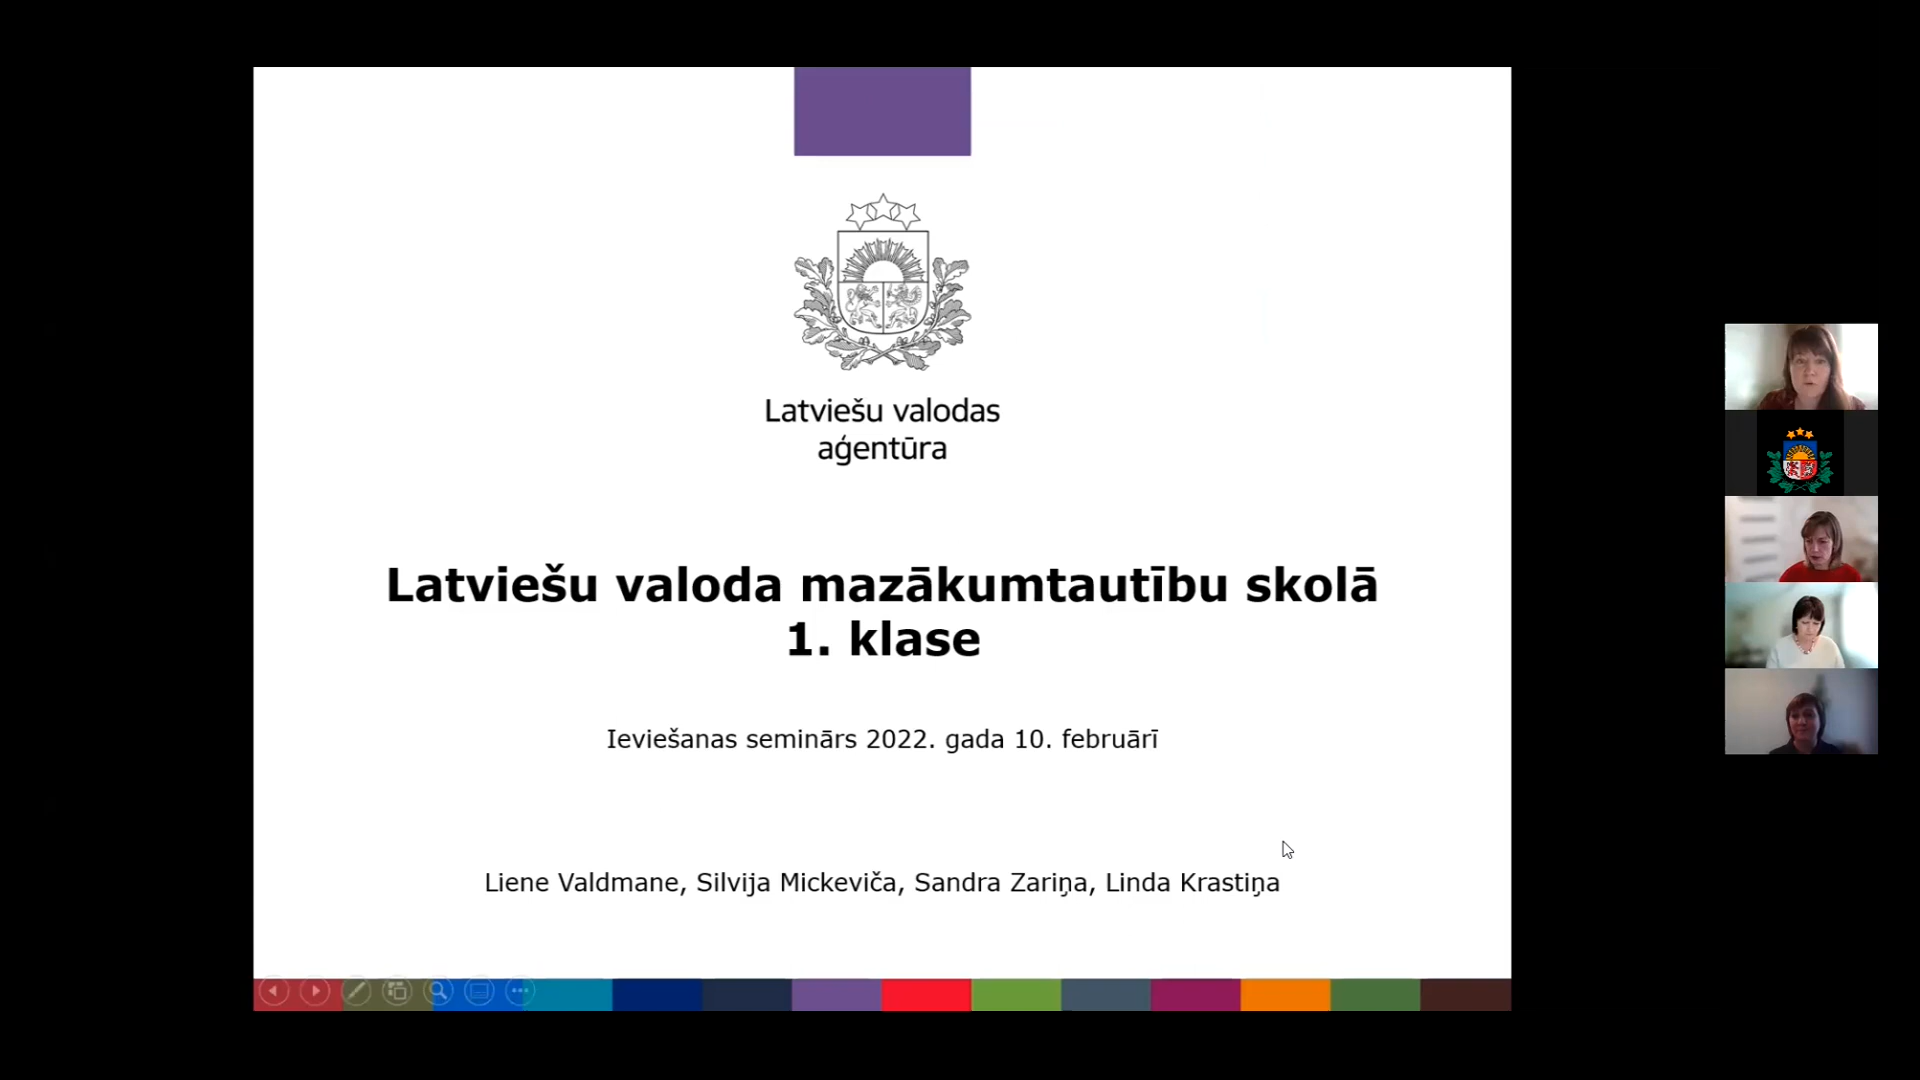 Latviešu valodas
aģentūra
Latviešu valoda mazākumtautību skolā
1. klase
Ieviešanas seminārs 2022. gada 10. februārī
Liene Valdmane, Silvija Mickeviča, Sandra Zariņa, Linda Krastiņa